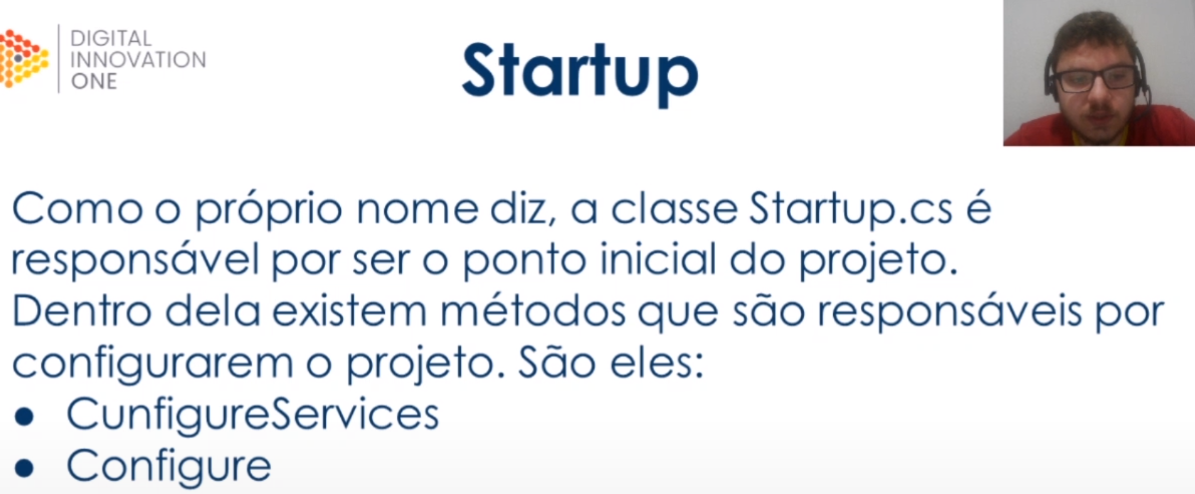 DIGITAL
INNOVATION
ONE
Startup
Como o próprio nome diz, a classe Startup.cs é
responsável por ser o ponto inicial do projeto.
Dentro dela existem métodos que são responsáveis por
configurarem o projeto. São eles:
● CunfigureServices
● Configure